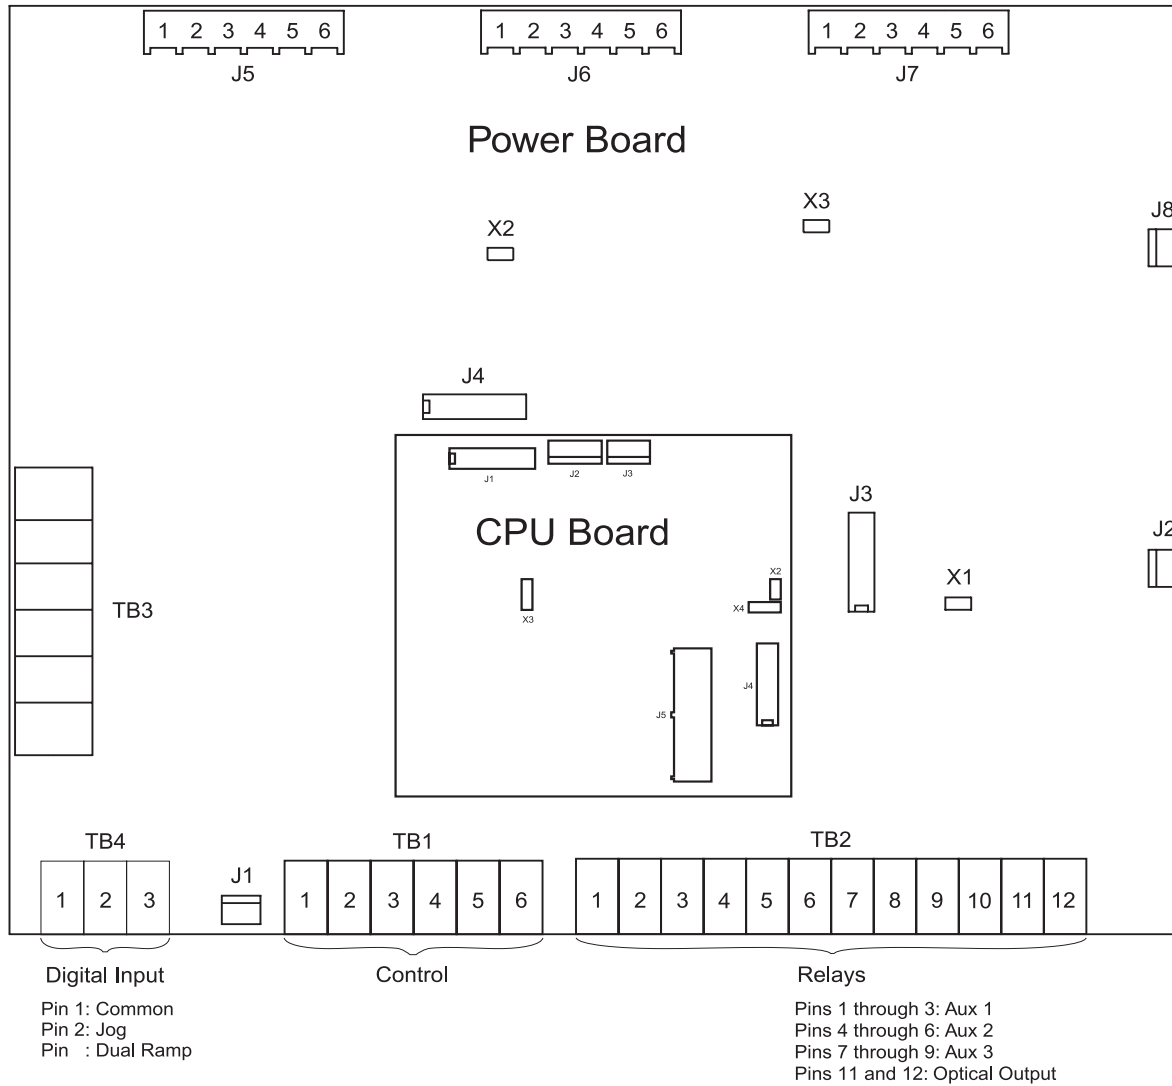 1 2 3 4 5 6
J5
1 2 3 4 5 6
J6
1 2 3 4 5 6
J7
Power Board
X2
X3
J8
J4
J1
J2
J3
CPU Board
J3
X1
J2
X2
X4
X3
TB3
J4
J5
TB4
1 2 3
J1
TB1
1 2 3 4 5 6
TB2
1 2 3 4 5 6 7 8 9 10 11 12
Digital Input
Pin 1: Common
Pin 2: Jog
Pin : Dual Ramp
Control
Relays
Pins 1 through 3: Aux 1
Pins 4 through 6: Aux 2
Pins 7 through 9: Aux 3
Pins 11 and 12: Optical Output